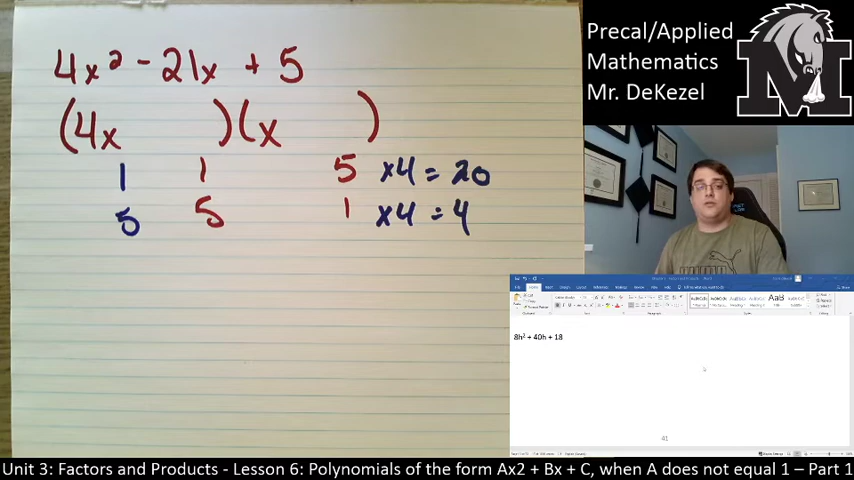 4x² - 21x + 5
(4x )(x )
1 1 5 x4 = 20
5 5 1 x4 = 4
Precal/Applied
Mathematics
Mr. DeKezel
M
8h² + 40h + 18
41
Unit 3: Factors and Products - Lesson 6: Polynomials of the form Ax2 + Bx + C, when A does not equal 1 – Part 1